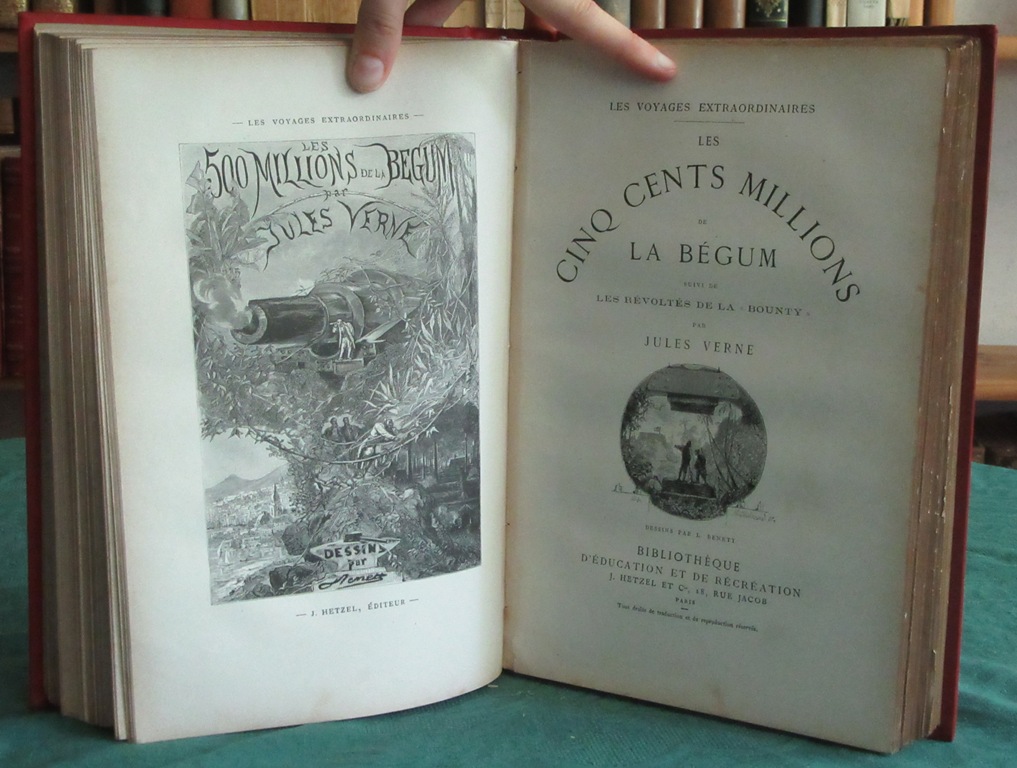 — LES VOYAGES EXTRAORDINAIRES —
LES
500 MILLIONS DE LA BEGUM
par
JULES VERNE
DESSINS
par
— J. HETZEL, ÉDITEUR —
LES VOYAGES EXTRAORDINAIRES
LES
CINQ CENTS MILLIONS
DE
LA BÉGUM
SUIVI DE
LES RÉVOLTÉS DE LA « BOUNTY »
PAR
JULES VERNE
DESSINS PAR L. BENETT
BIBLIOTHÈQUE
D'ÉDUCATION ET DE RÉCRÉATION
J. HETZEL ET Cie, 18, RUE JACOB
PARIS
Tous droits de traduction et de reproduction réservés.